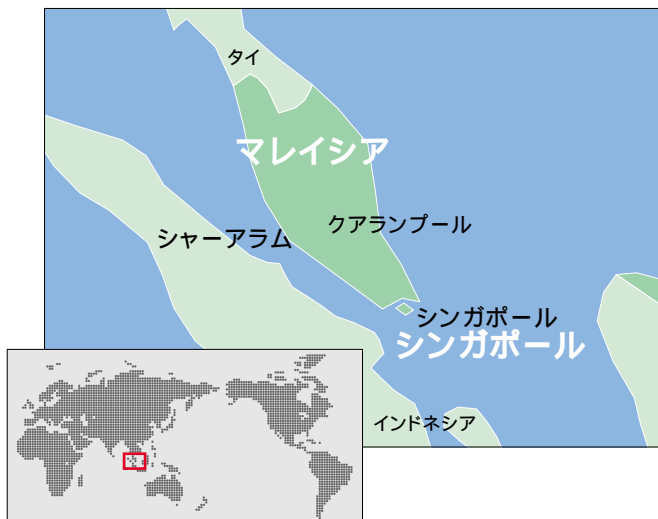 タイ
マレイシア
クアランプール
シャーアラム
シンガポール
シンガポール
インドネシア